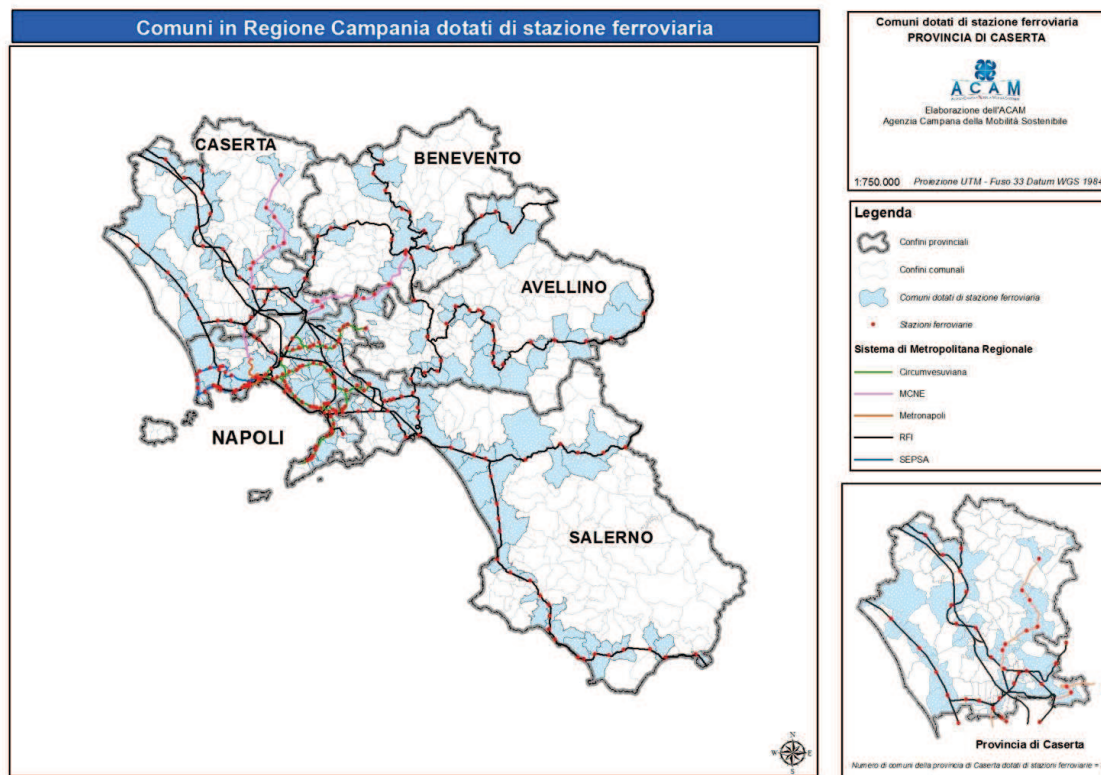 Comuni in Regione Campania dotati di stazione ferroviaria
CASERTA
BENEVENTO
AVELLINO
NAPOLI
SALERNO
N
W
E
S
Comuni dotati di stazione ferroviaria
PROVINCIA DI CASERTA
ACAM
Elaborazione dell'ACAM
Agenzia Campana della Mobilità Sostenibile
1:750.000 Proiezione UTM - Fuso 33 Datum WGS 1984
Legenda
Confini provinciali
Confini comunali
Comuni dotati di stazione ferroviaria
Stazioni ferroviarie
Sistema di Metropolitana Regionale
Circumvesuviana
MCNE
Metronapoli
RFI
SEPSA
Provincia di Caserta
Numero di comuni della provincia di Caserta dotati di stazioni ferroviarie =